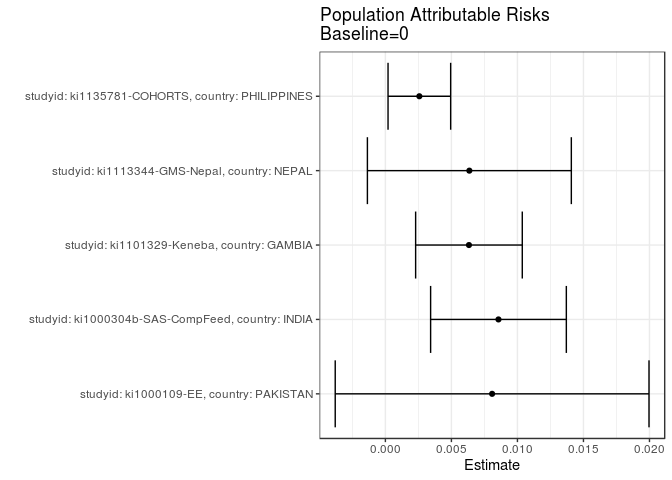 Population Attributable Risks
Baseline=0
studyid: ki1135781-COHORTS, country: PHILIPPINES
studyid: ki1113344-GMS-Nepal, country: NEPAL
studyid: ki1101329-Keneba, country: GAMBIA
studyid: ki1000304b-SAS-CompFeed, country: INDIA
studyid: ki1000109-EE, country: PAKISTAN
0.000 0.005 0.010 0.015 0.020
Estimate